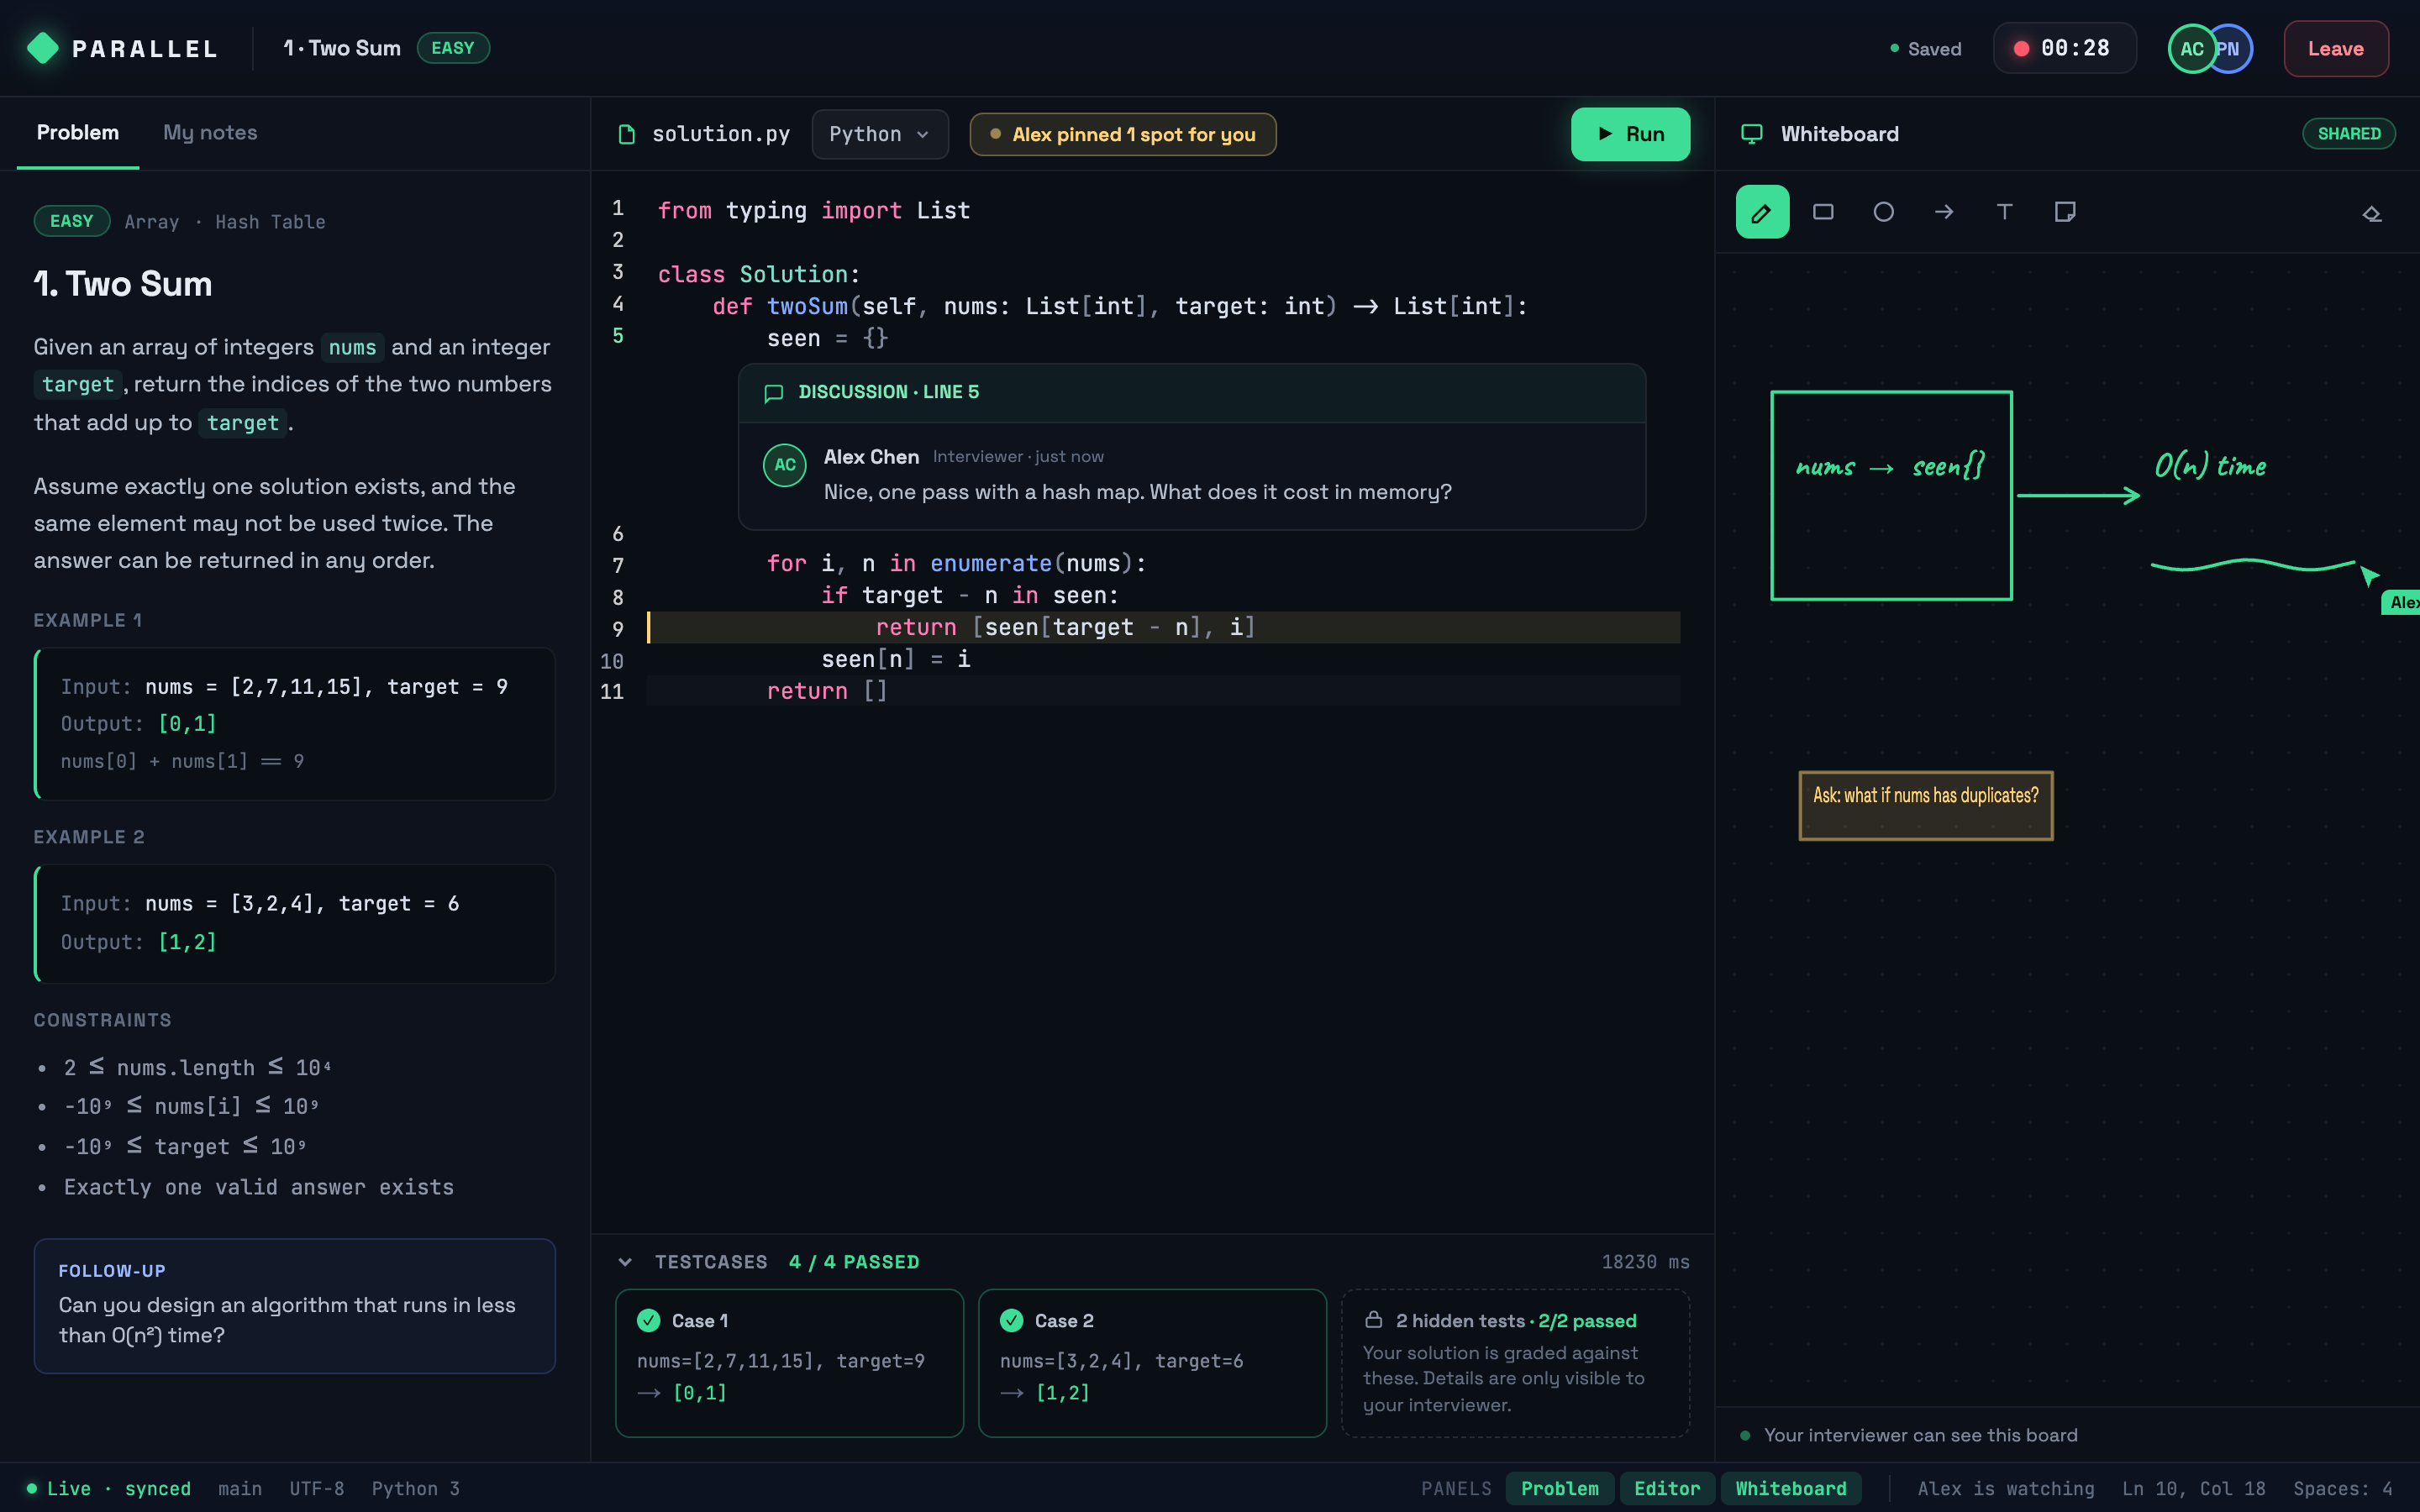 PARALLEL
1 · Two Sum
EASY
Saved
00:28
AC
PN
Leave
Problem
My notes
EASY
Array · Hash Table
1. Two Sum
Given an array of integers nums and an integer
target, return the indices of the two numbers
that add up to target.
Assume exactly one solution exists, and the
same element may not be used twice. The
answer can be returned in any order.
EXAMPLE 1
Input: nums = [2,7,11,15], target = 9
Output: [0,1]
nums[0] + nums[1] == 9
EXAMPLE 2
Input: nums = [3,2,4], target = 6
Output: [1,2]
CONSTRAINTS
• 2 ≤ nums.length ≤ 10⁴
• -10⁹ ≤ nums[i] ≤ 10⁹
• -10⁹ ≤ target ≤ 10⁹
• Exactly one valid answer exists
FOLLOW-UP
Can you design an algorithm that runs in less
than O(n²) time?
solution.py
Python
Alex pinned 1 spot for you
Run
1 from typing import List
2
3 class Solution:
4     def twoSum(self, nums: List[int], target: int) -> List[int]:
5         seen = {}
DISCUSSION · LINE 5
AC
Alex Chen Interviewer · just now
Nice, one pass with a hash map. What does it cost in memory?
6
7         for i, n in enumerate(nums):
8             if target - n in seen:
9                 return [seen[target - n], i]
10             seen[n] = i
11         return []
TESTCASES 4 / 4 PASSED
18230 ms
Case 1
nums=[2,7,11,15], target=9
→ [0,1]
Case 2
nums=[3,2,4], target=6
→ [1,2]
2 hidden tests · 2/2 passed
Your solution is graded against
these. Details are only visible to
your interviewer.
Whiteboard
SHARED
T
nums → seen{}
O(n) time
Alex
Ask: what if nums has duplicates?
Your interviewer can see this board
Live · synced
main
UTF-8
Python 3
PANELS
Problem
Editor
Whiteboard
Alex is watching
Ln 10, Col 18
Spaces: 4